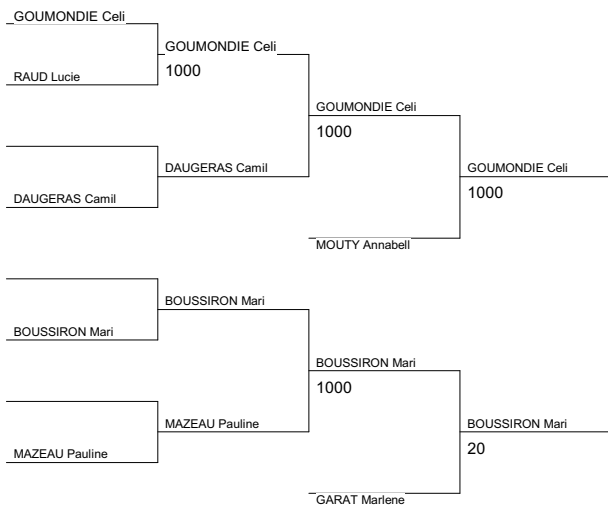 GOUMONDIE Celi
GOUMONDIE Celi
1000
RAUD Lucie
GOUMONDIE Celi
1000
DAUGERAS Camil
DAUGERAS Camil
GOUMONDIE Celi
1000
MOUTY Annabell
BOUSSIRON Mari
BOUSSIRON Mari
BOUSSIRON Mari
1000
MAZEAU Pauline
MAZEAU Pauline
BOUSSIRON Mari
20
GARAT Marlene